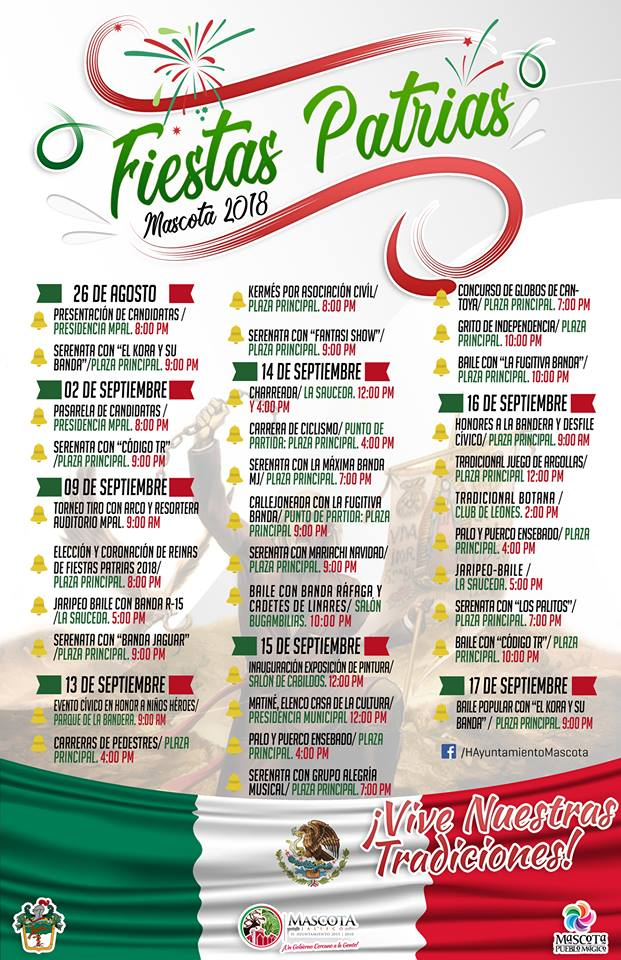 Fiestas Patrias
Mascota 2018
26 DE AGOSTO
PRESENTACIÓN DE CANDIDATAS /
PRESIDENCIA MPAL. 8:00 PM
SERENATA CON "EL KORA Y SU
BANDA"/PLAZA PRINCIPAL. 9:00 PM
02 DE SEPTIEMBRE
PASARELA DE CANDIDATAS /
PRESIDENCIA MPAL. 8:00 PM
SERENATA CON "CÓDIGO TR"
/PLAZA PRINCIPAL. 9:00 PM
09 DE SEPTIEMBRE
TORNEO TIRO CON ARCO Y RESORTERA
AUDITORIO MPAL. 9:00 AM
ELECCIÓN Y CORONACIÓN DE REINAS
DE FIESTAS PATRIAS 2018/
PLAZA PRINCIPAL. 8:00 PM
JARIPEO BAILE CON BANDA R-15
/LA SAUCEDA. 5:00 PM
SERENATA CON "BANDA JAGUAR"
/PLAZA PRINCIPAL. 9:00 PM
13 DE SEPTIEMBRE
EVENTO CÍVICO EN HONOR A NIÑOS HÉROES/
PARQUE DE LA BANDERA. 9:00 AM
CARRERAS DE PEDESTRES/ PLAZA
PRINCIPAL. 4:00 PM
KERMÉS POR ASOCIACIÓN CIVÍL/
PLAZA PRINCIPAL. 8:00 PM
SERENATA CON "FANTASI SHOW"/
PLAZA PRINCIPAL. 9:00 PM
14 DE SEPTIEMBRE
CHARREADA/ LA SAUCEDA. 12:00 PM
Y 4:00 PM
CARRERA DE CICLISMO/ PUNTO DE
PARTIDA: PLAZA PRINCIPAL. 4:00 PM
SERENATA CON LA MÁXIMA BANDA
MJ/ PLAZA PRINCIPAL. 7:00 PM
CALLEJONEADA CON LA FUGITIVA
BANDA/ PUNTO DE PARTIDA: PLAZA
PRINCIPAL 9:00 PM
SERENATA CON MARIACHI NAVIDAD/
PLAZA PRINCIPAL. 9:00 PM
BAILE CON BANDA RÁFAGA Y
CADETES DE LINARES/ SALÓN
BUGAMBILIAS. 10:00 PM
15 DE SEPTIEMBRE
INAUGURACIÓN EXPOSICIÓN DE PINTURA/
SALÓN DE CABILDOS. 12:00 PM
MATINÉ, ELENCO CASA DE LA CULTURA/
PRESIDENCIA MUNICIPAL 12:00 PM
PALO Y PUERCO ENSEBADO/ PLAZA
PRINCIPAL. 4:00 PM
SERENATA CON GRUPO ALEGRÍA
MUSICAL/ PLAZA PRINCIPAL. 7:00 PM
CONCURSO DE GLOBOS DE CAN-
TOYA/ PLAZA PRINCIPAL. 7:00 PM
GRITO DE INDEPENDENCIA/ PLAZA
PRINCIPAL. 10:00 PM
BAILE CON "LA FUGITIVA BANDA"/
PLAZA PRINCIPAL. 10:00 PM
16 DE SEPTIEMBRE
HONORES A LA BANDERA Y DESFILE
CÍVICO/ PLAZA PRINCIPAL. 9:00 AM
TRADICIONAL JUEGO DE ARGOLLAS/
PLAZA PRINCIPAL 12:00 PM
TRADICIONAL BOTANA /
CLUB DE LEONES. 2:00 PM
PALO Y PUERCO ENSEBADO/ PLAZA
PRINCIPAL. 4:00 PM
JARIPEO-BAILE /
LA SAUCEDA. 5:00 PM
SERENATA CON "LOS PALITOS"/
PLAZA PRINCIPAL. 7:00 PM
BAILE CON "CÓDIGO TR"/ PLAZA
PRINCIPAL. 10:00 PM
17 DE SEPTIEMBRE
BAILE POPULAR CON "EL KORA Y SU
BANDA" / PLAZA PRINCIPAL. 9:00 PM
/HAyuntamientoMascota
¡Vive Nuestras
Tradiciones!
MASCOTA
JALISCO
H. AYUNTAMIENTO 2015 | 2018
¡Un Gobierno Cercano a la Gente!
MASCOTA
PUEBLO MÁGICO